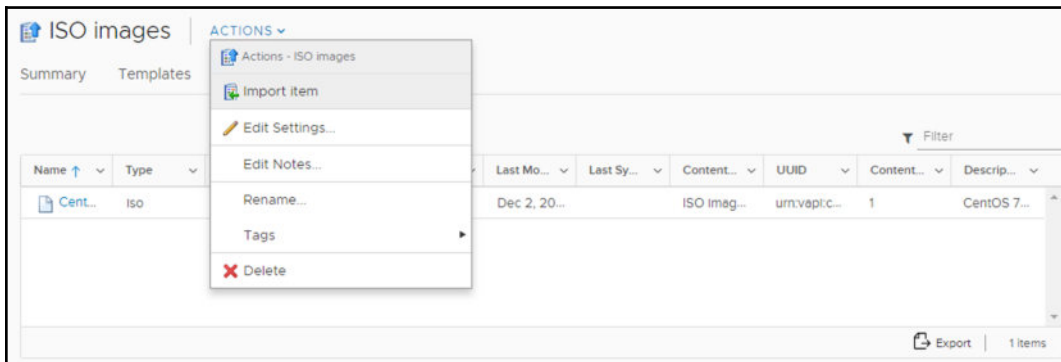 ISO images
ACTIONS
Actions - ISO images
Summary Templates
Import item
Edit Settings...
Filter
Name Type Last Mo... Last Sy... Content... UUID Content... Descrip...
Edit Notes...
Cent... Iso Dec 2, 20... ISO Imag... urn:vapi:c... 1 CentOS 7...
Rename...
Tags
Delete
Export 1 items